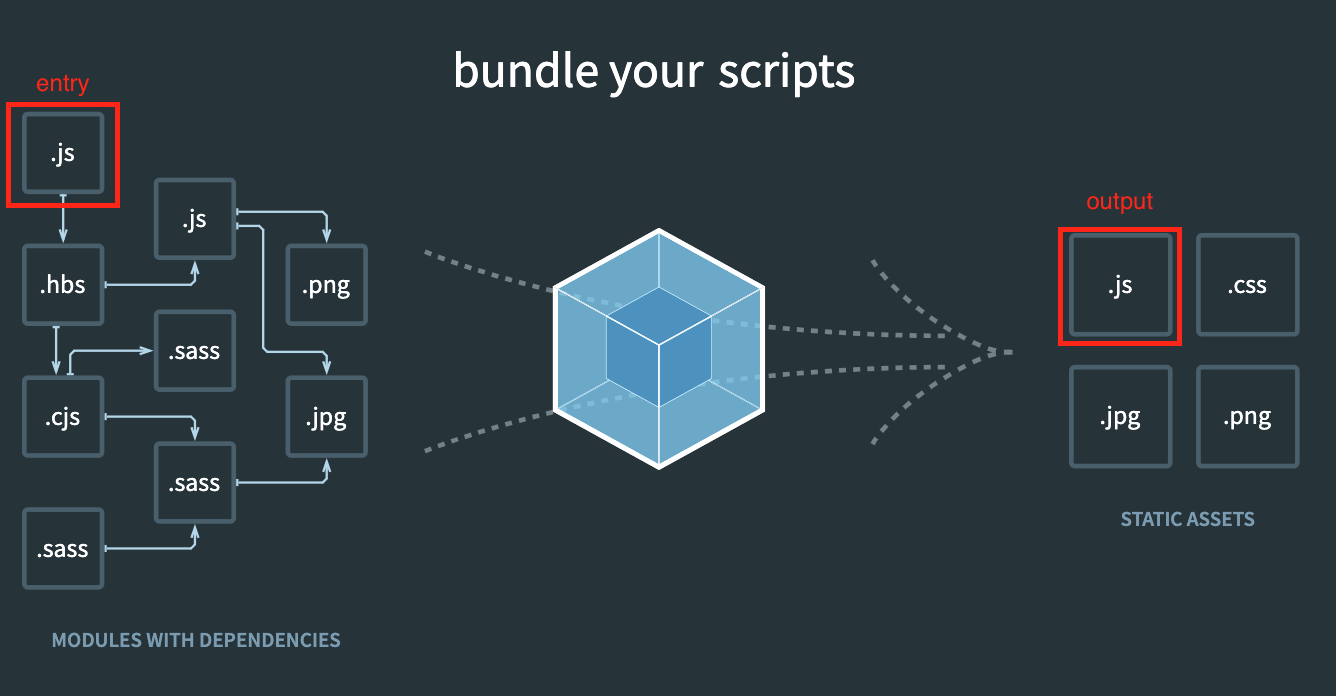 bundle your scripts
entry
.js
.js
.hbs
.png
.sass
.cjs
.jpg
.sass
.sass
MODULES WITH DEPENDENCIES
output
.js
.css
.jpg
.png
STATIC ASSETS